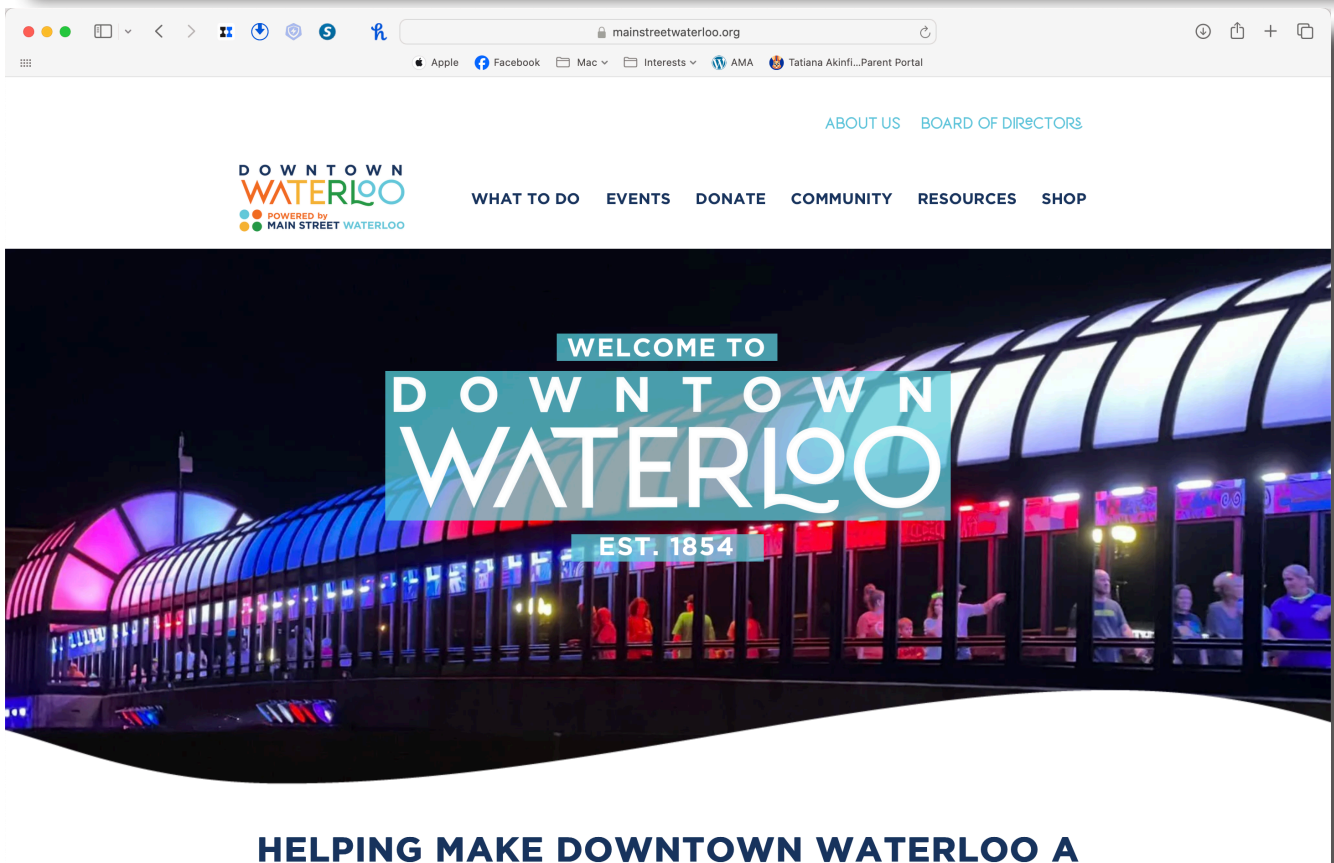 mainstreetwaterloo.org
Apple Facebook Mac Interests AMA Tatiana Akinfi...Parent Portal
ABOUT US BOARD OF DIRECTORS
DOWNTOWN
WATERLOO
POWERED by
MAIN STREET WATERLOO
WHAT TO DO EVENTS DONATE COMMUNITY RESOURCES SHOP
WELCOME TO
DOWNTOWN
WATERLOO
EST. 1854
HELPING MAKE DOWNTOWN WATERLOO A